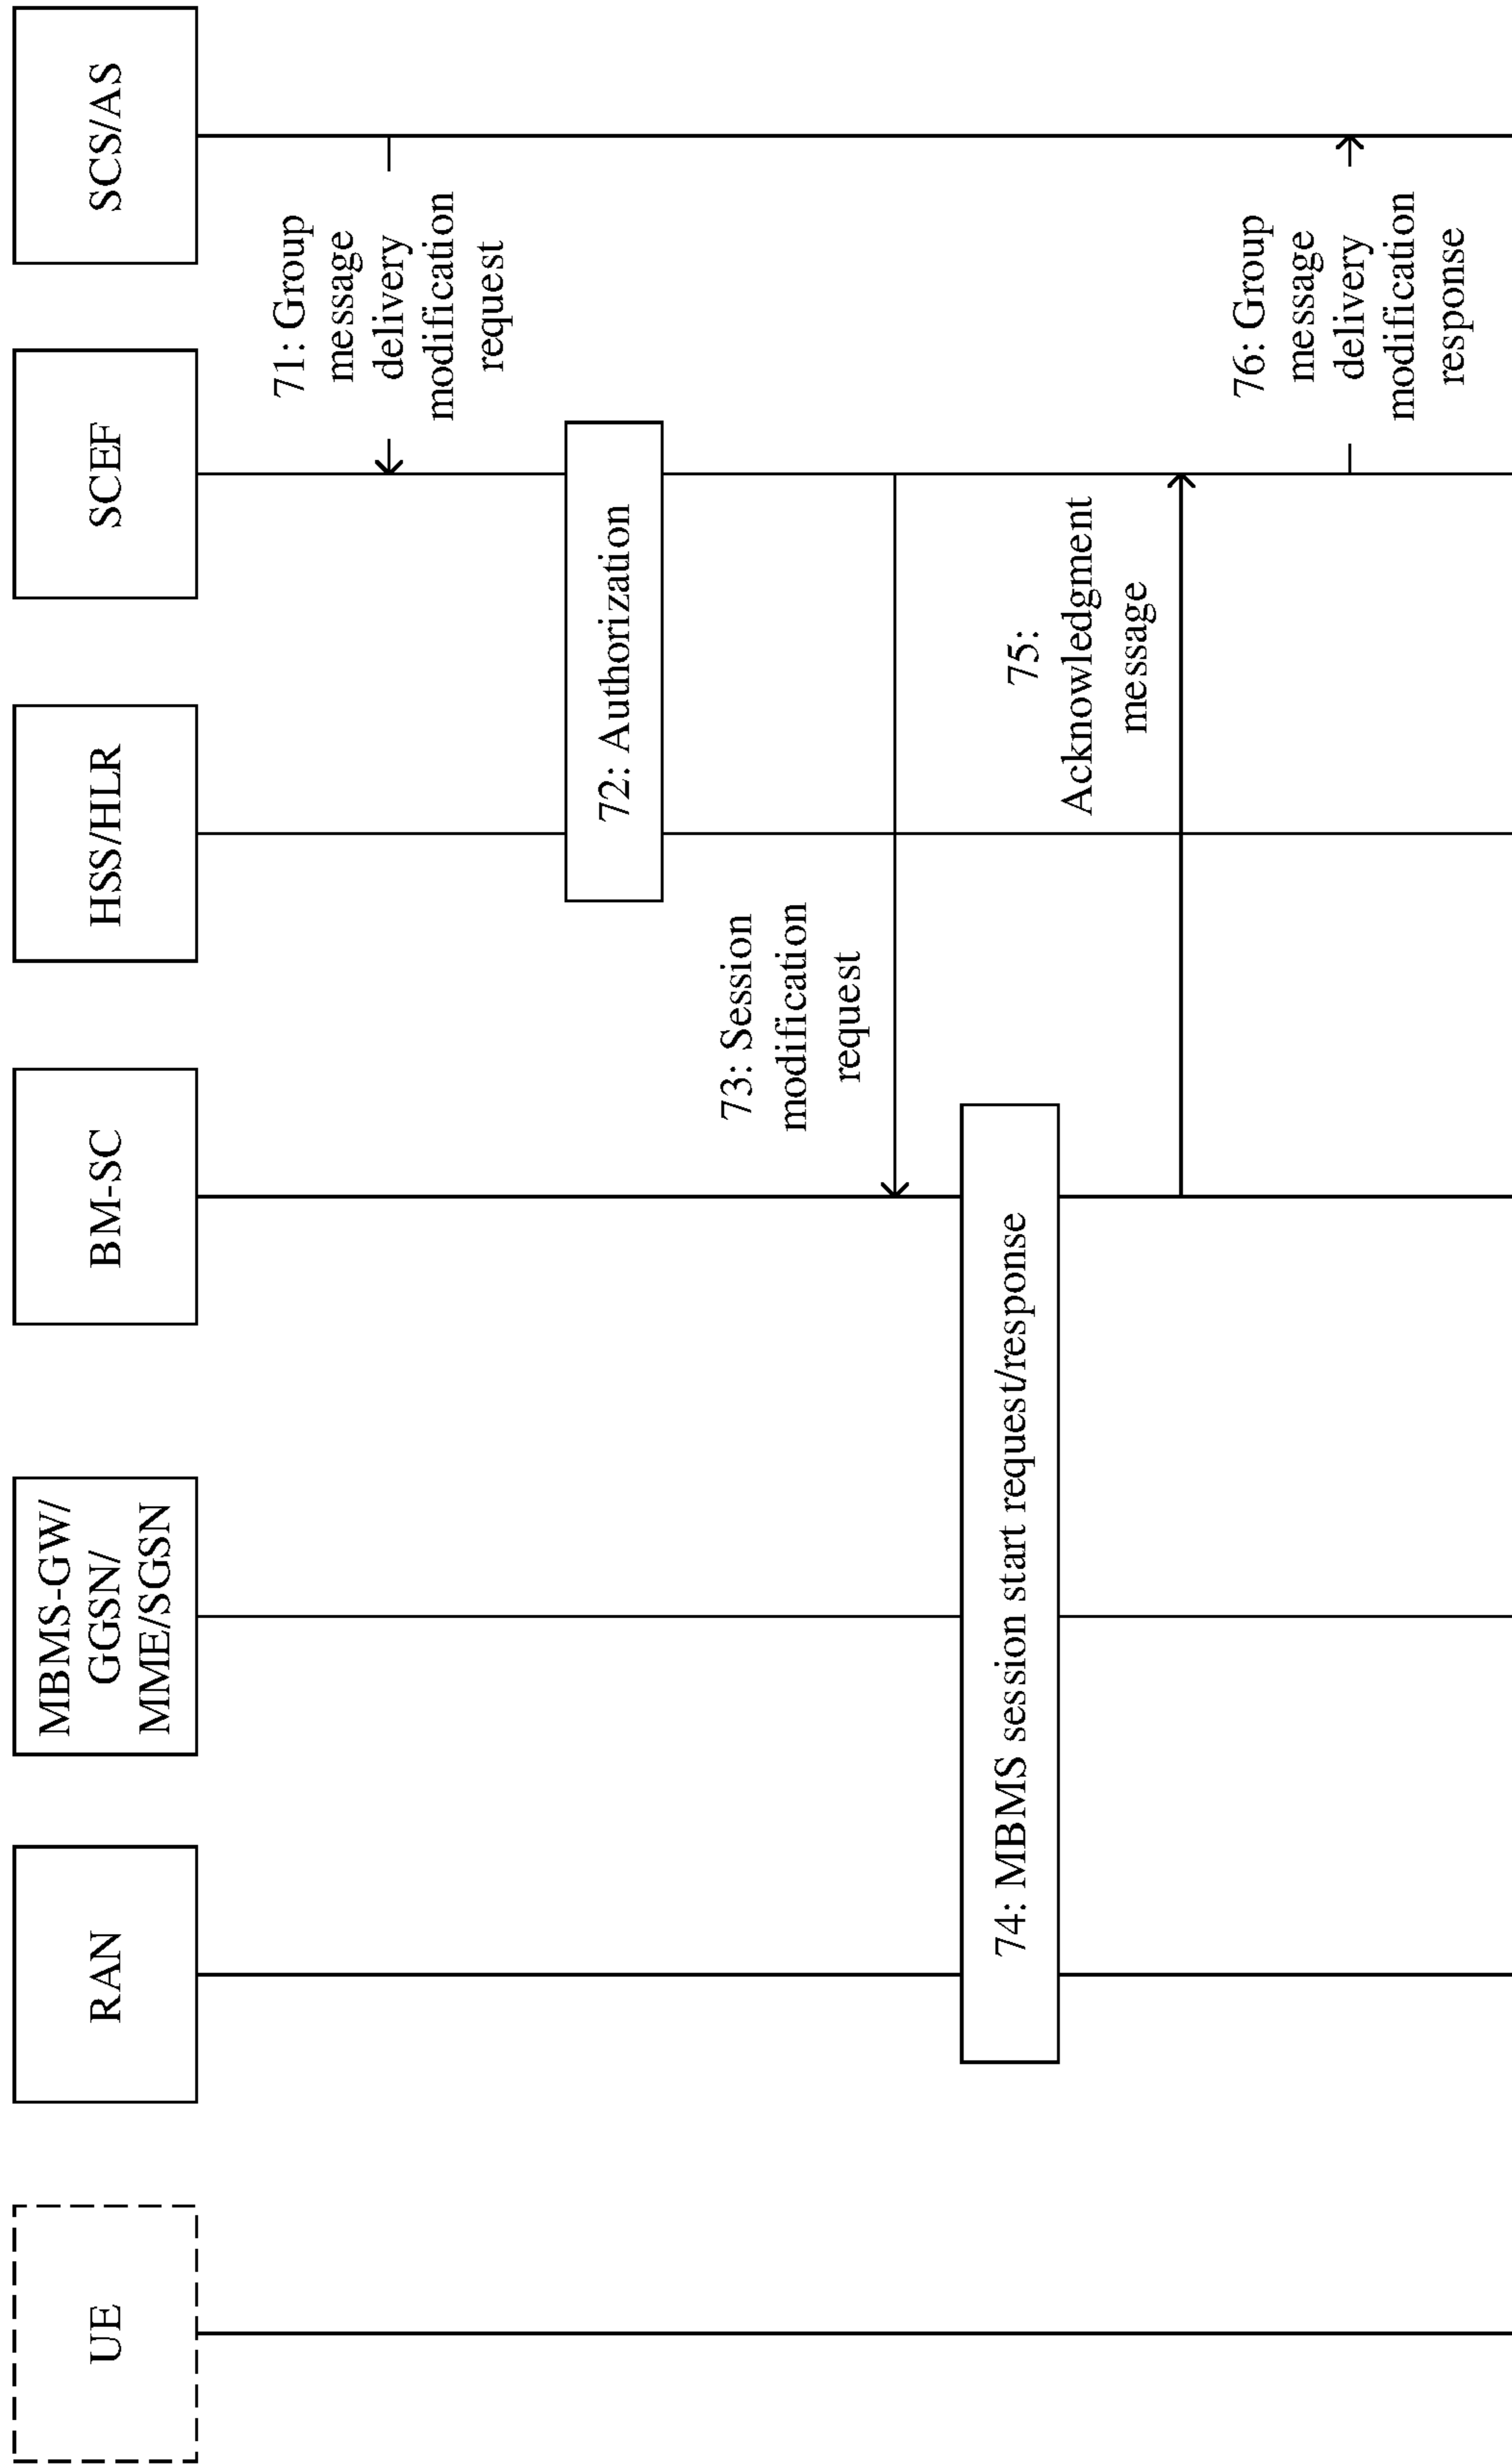 UE
RAN
MBMS-GW/
GGSN/
MME/SGSN
BM-SC
HSS/HLR
SCEF
SCS/AS
71: Group
message
delivery
modification
request
72: Authorization
73: Session
modification
request
74: MBMS session start request/response
75:
Acknowledgment
message
76: Group
message
delivery
modification
response